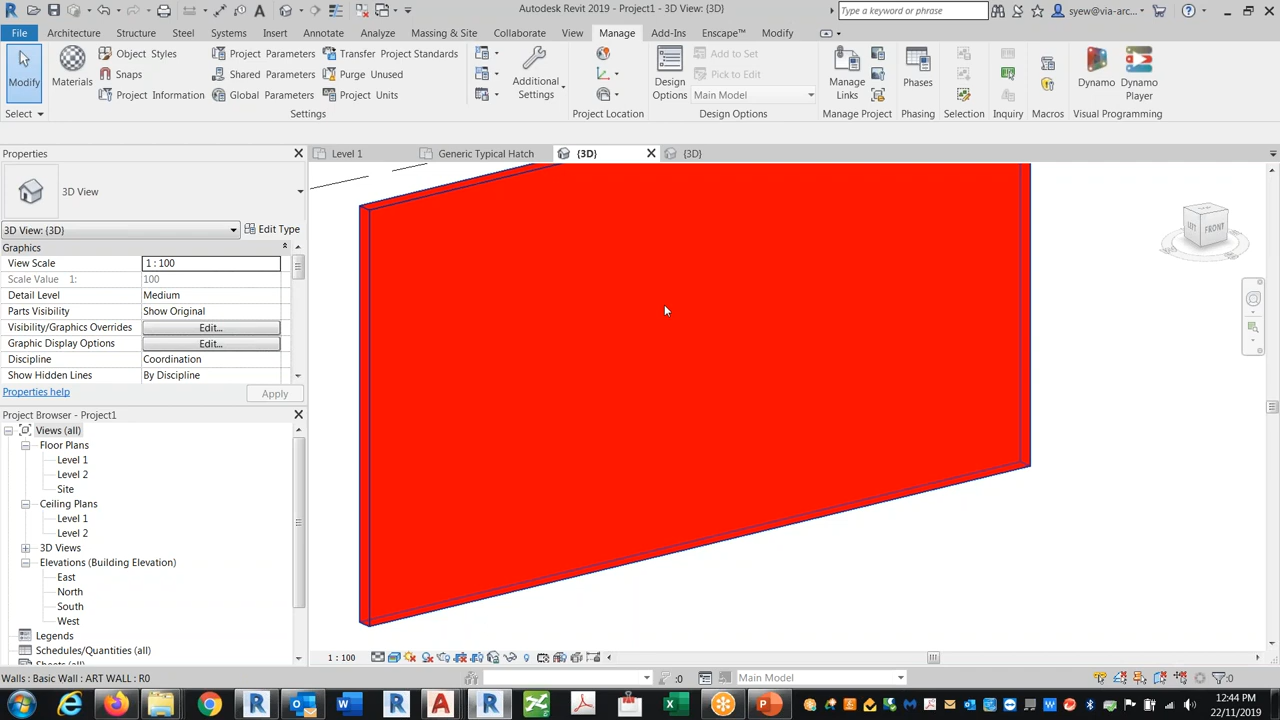 Autodesk Revit 2019 - Project1 - 3D View: {3D}
Type a keyword or phrase
syew@via-arc...
File Architecture Structure Steel Systems Insert Annotate Analyze Massing & Site Collaborate View Manage Add-Ins Enscape™ Modify
Modify
Materials
Object Styles
Snaps
Project Information
Project Parameters
Shared Parameters
Global Parameters
Transfer Project Standards
Purge Unused
Project Units
Additional
Settings
Design
Options
Add to Set
Pick to Edit
Main Model
Manage
Links
Phases
Dynamo
Dynamo
Player
Select Settings Project Location Design Options Manage Project Phasing Selection Inquiry Macros Visual Programming
Properties
Level 1
Generic Typical Hatch
{3D}
{3D}
3D View
3D View: {3D}
Edit Type
Graphics
View Scale 1 : 100
Scale Value 1: 100
Detail Level Medium
Parts Visibility Show Original
Visibility/Graphics Overrides Edit...
Graphic Display Options Edit...
Discipline Coordination
Show Hidden Lines By Discipline
Properties help
Apply
Project Browser - Project1
Views (all)
Floor Plans
Level 1
Level 2
Site
Ceiling Plans
Level 1
Level 2
3D Views
Elevations (Building Elevation)
East
North
South
West
Legends
Schedules/Quantities (all)
FRONT
1 : 100
Walls : Basic Wall : ART WALL : R0
:0
Main Model
:0
12:44 PM
22/11/2019